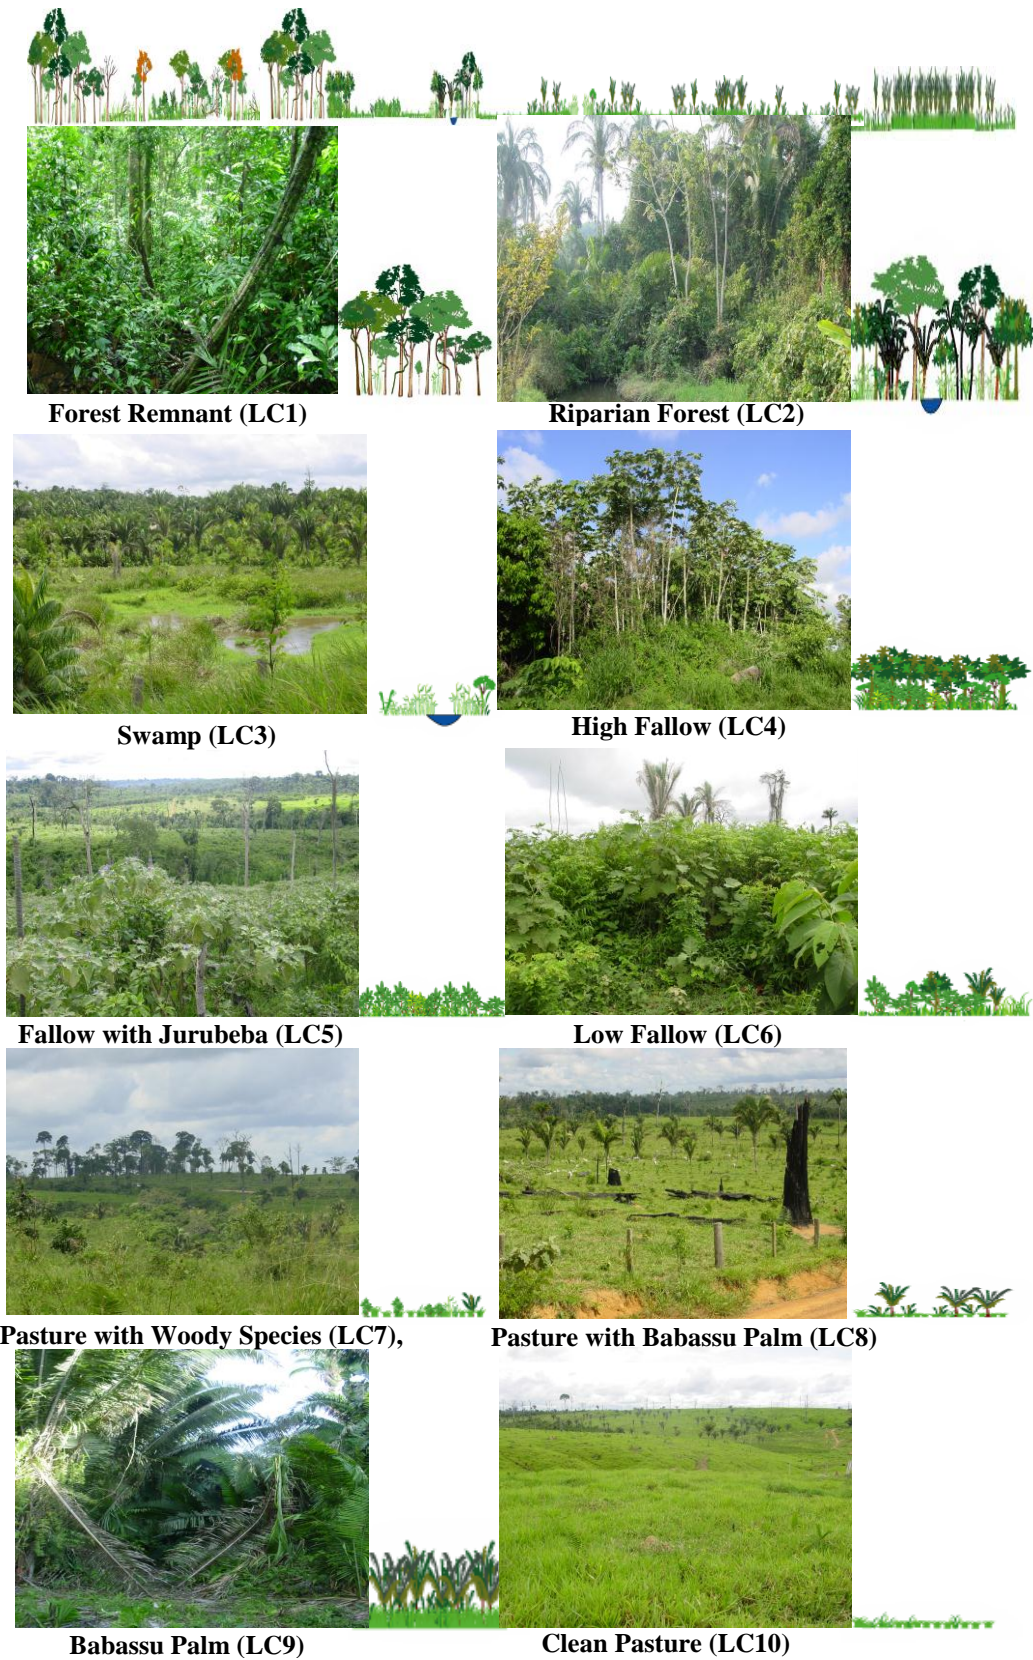 Forest Remnant (LC1)
Riparian Forest (LC2)
Swamp (LC3)
High Fallow (LC4)
Fallow with Jurubeba (LC5)
Low Fallow (LC6)
Pasture with Woody Species (LC7),
Pasture with Babassu Palm (LC8)
Babassu Palm (LC9)
Clean Pasture (LC10)